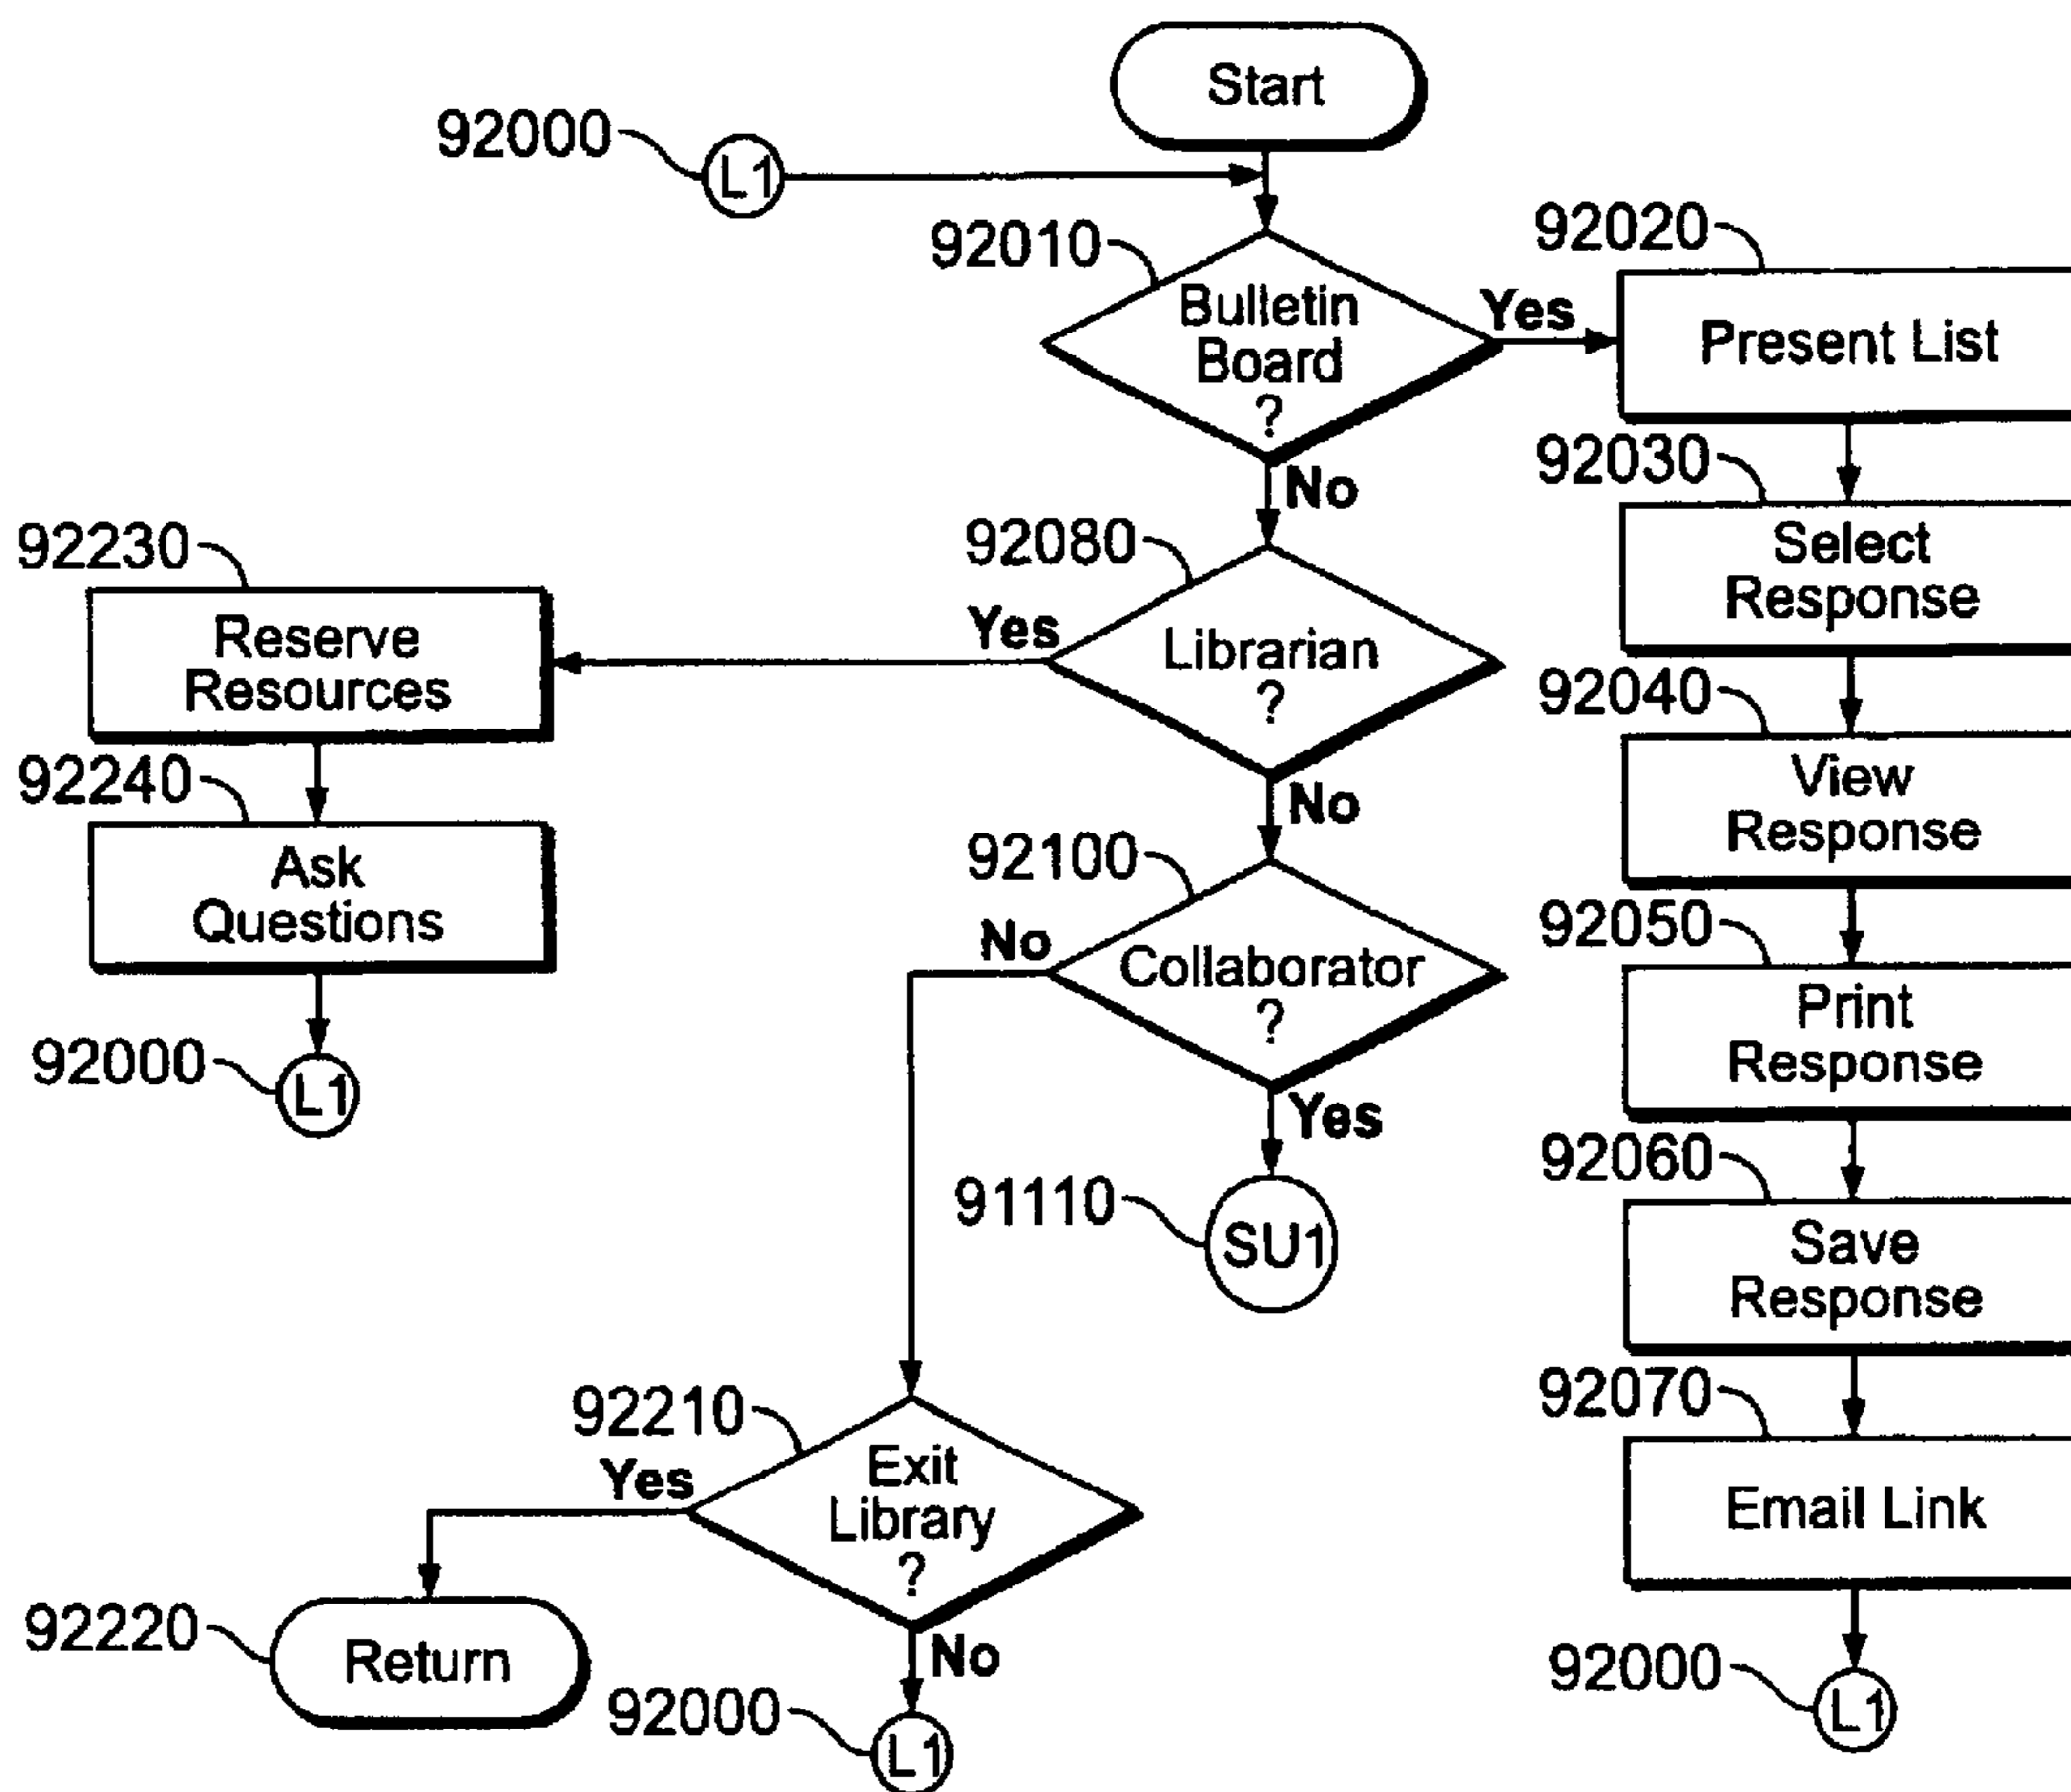 Start
92000
L1
92010
Bulletin
Board
?
Yes
No
92020
Present List
92030
Select
Response
92040
View
Response
92050
Print
Response
92060
Save
Response
92070
Email Link
92000
L1
92080
Librarian
?
Yes
No
92230
Reserve
Resources
92240
Ask
Questions
92000
L1
92100
Collaborator
?
No
Yes
91110
SU1
92210
Exit
Library
?
Yes
No
92220
Return
92000
L1